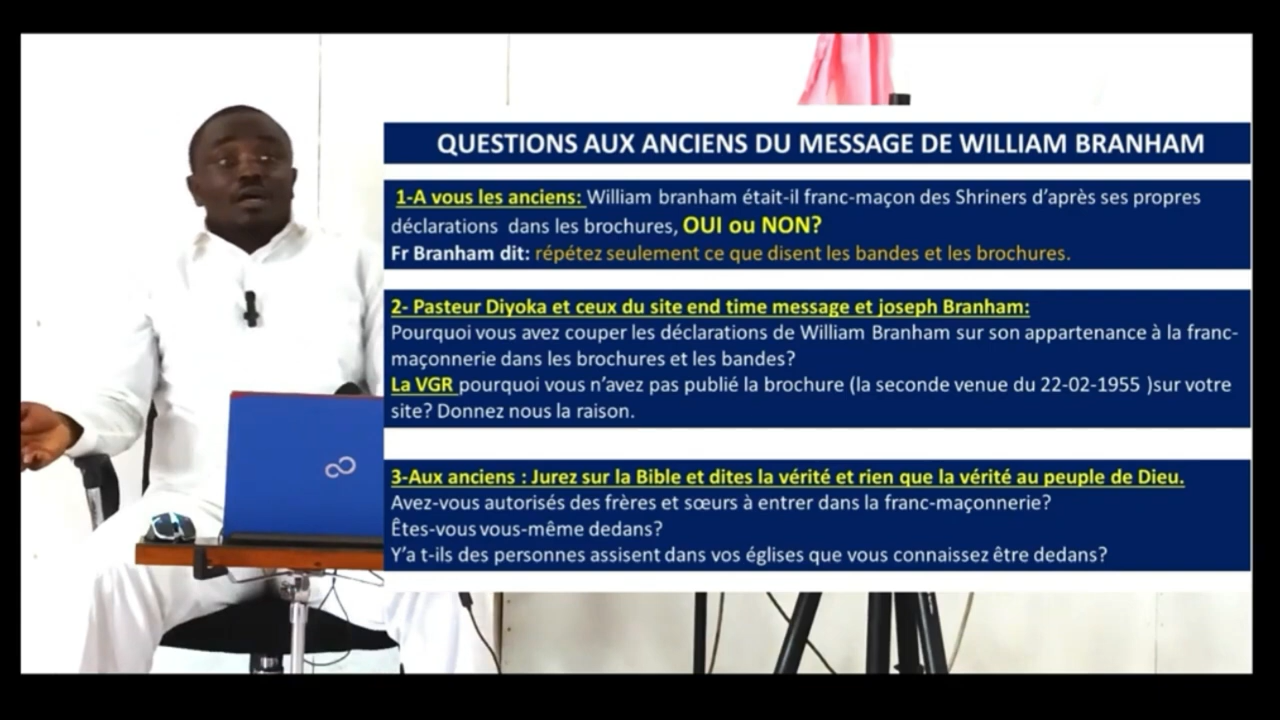 QUESTIONS AUX ANCIENS DU MESSAGE DE WILLIAM BRANHAM
1-A vous les anciens: William branham était-il franc-maçon des Shriners d’après ses propres
déclarations dans les brochures, OUI ou NON?
Fr Branham dit: répétez seulement ce que disent les bandes et les brochures.
2- Pasteur Diyoka et ceux du site end time message et joseph Branham:
Pourquoi vous avez couper les déclarations de William Branham sur son appartenance à la franc-
maçonnerie dans les brochures et les bandes?
La VGR pourquoi vous n’avez pas publié la brochure (la seconde venue du 22-02-1955 )sur votre
site? Donnez nous la raison.
3-Aux anciens : Jurez sur la Bible et dites la vérité et rien que la vérité au peuple de Dieu.
Avez-vous autorisés des frères et sœurs à entrer dans la franc-maçonnerie?
Êtes-vous vous-même dedans?
Y’a t-ils des personnes assisent dans vos églises que vous connaissez être dedans?